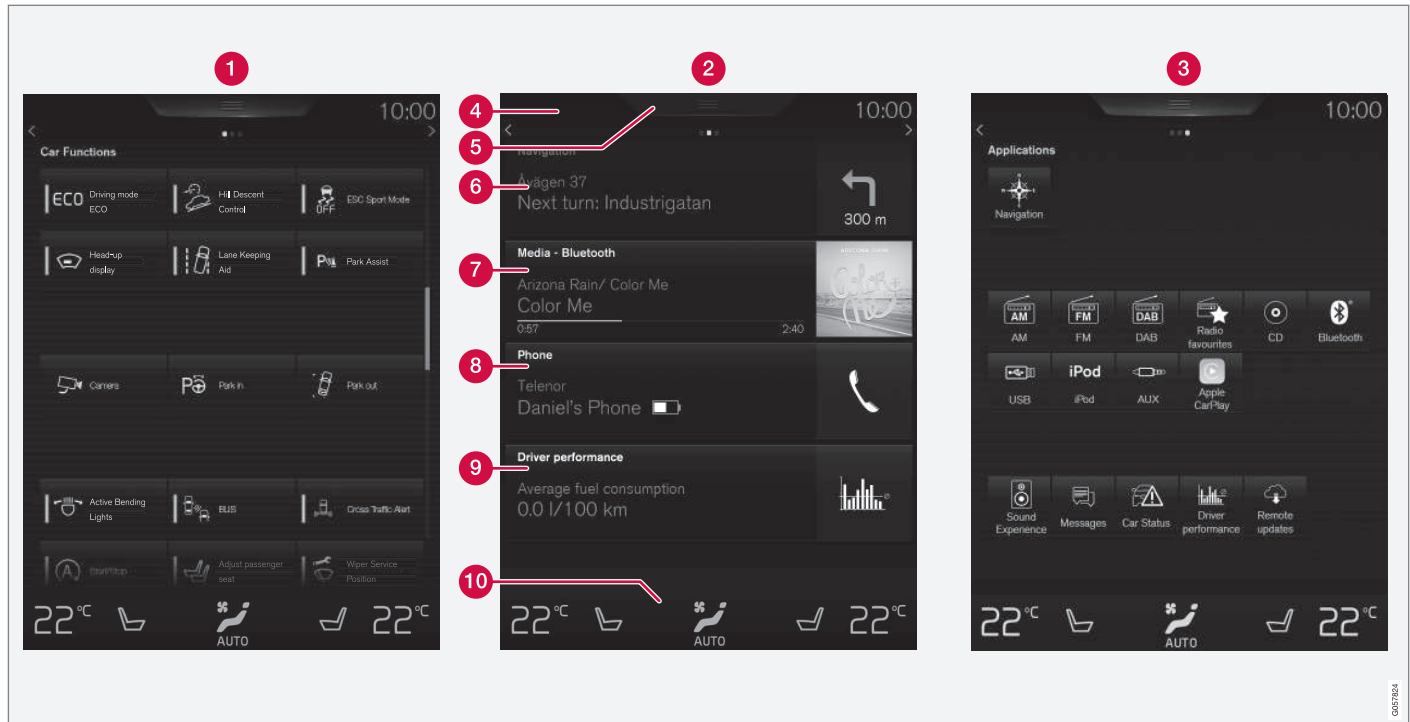 1
2
3
10:00
Car Functions
ECO Driving mode
ECO
Hill Descent
Control
OFF ESC Sport Mode
Head-up
display
Lane Keeping
Aid
Park Assist
Camera
Park in
Park out
Active Bending
Lights
BLIS
Cross Traffic Alert
Start/Stop
Adjust passenger
seat
Wiper Service
Position
22°C
AUTO
22°C
4
5
6
7
8
9
10
10:00
Navigation
Åvägen 37
Next turn: Industrigatan
300 m
Media - Bluetooth
Arizona Rain/ Color Me
Color Me
0:57
2:40
ARIZONA RAIN
Color
Me
Phone
Telenor
Daniel's Phone
Driver performance
Average fuel consumption
0.0 l/100 km
22°C
AUTO
22°C
10:00
Applications
Navigation
AM
AM
FM
FM
DAB
DAB
Radio
favourites
CD
Bluetooth
USB
iPod
iPod
AUX
Apple
CarPlay
Sound
Experience
Messages
Car Status
Driver
performance
Remote
updates
22°C
AUTO
22°C
G057824